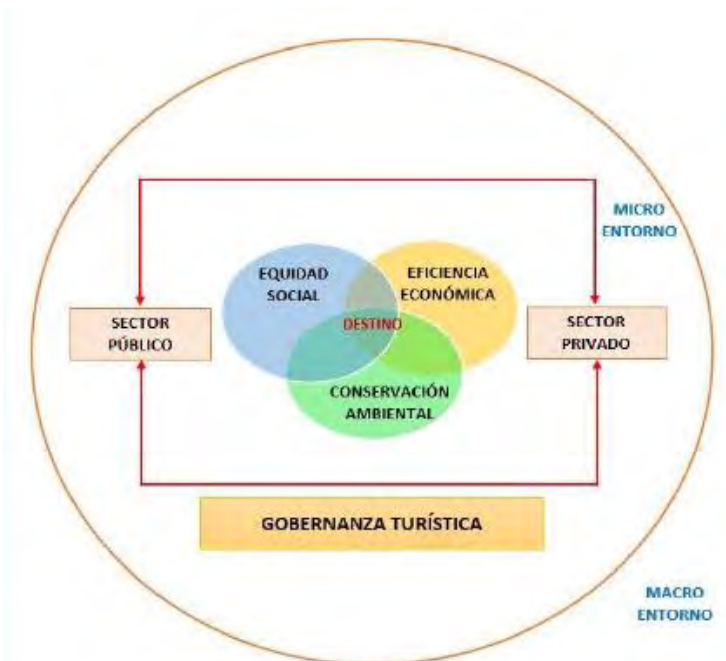 MICRO
ENTORNO
EQUIDAD
SOCIAL
EFICIENCIA
ECONÓMICA
SECTOR
PÚBLICO
DESTINO
SECTOR
PRIVADO
CONSERVACIÓN
AMBIENTAL
GOBERNANZA TURÍSTICA
MACRO
ENTORNO